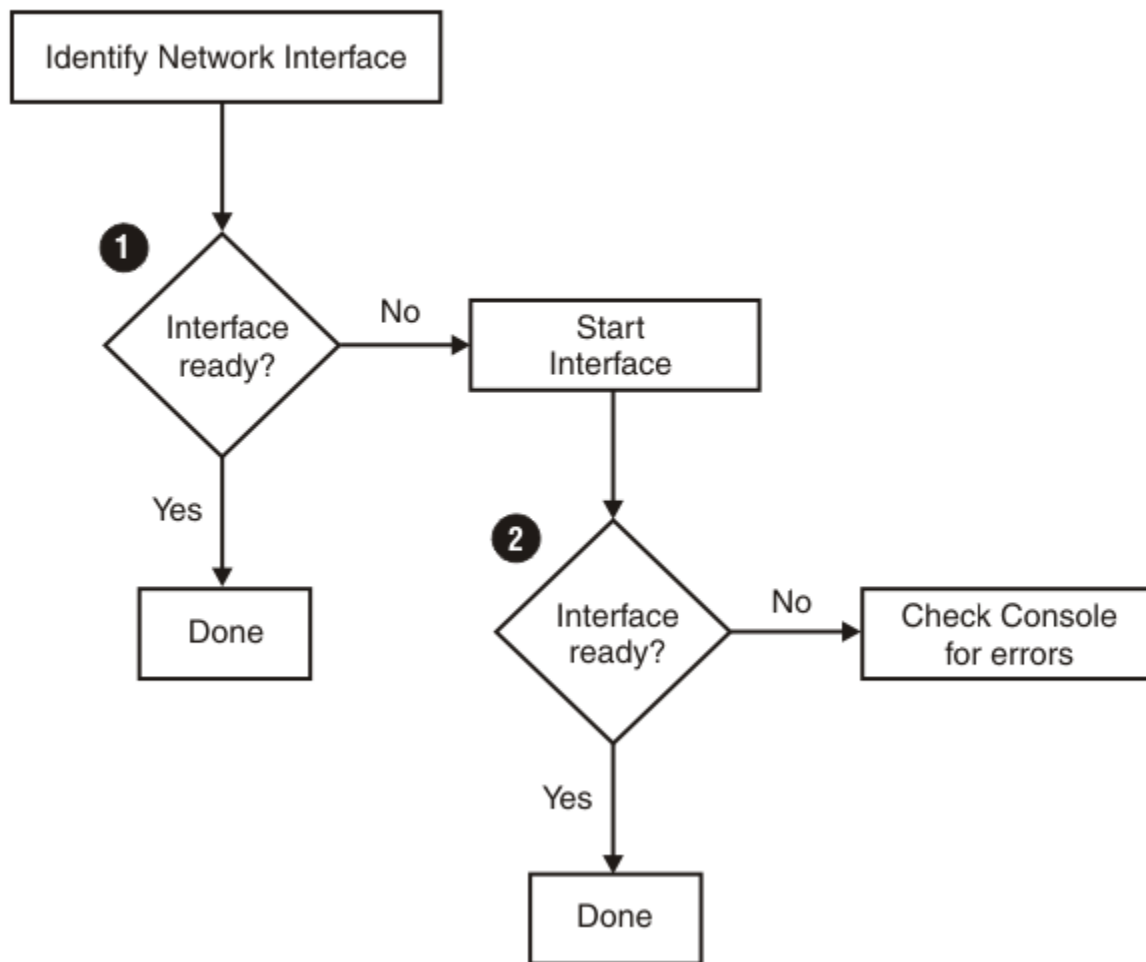 Identify Network Interface
1
Interface
ready?
No
Start
Interface
Yes
Done
2
Interface
ready?
No
Check Console
for errors
Yes
Done